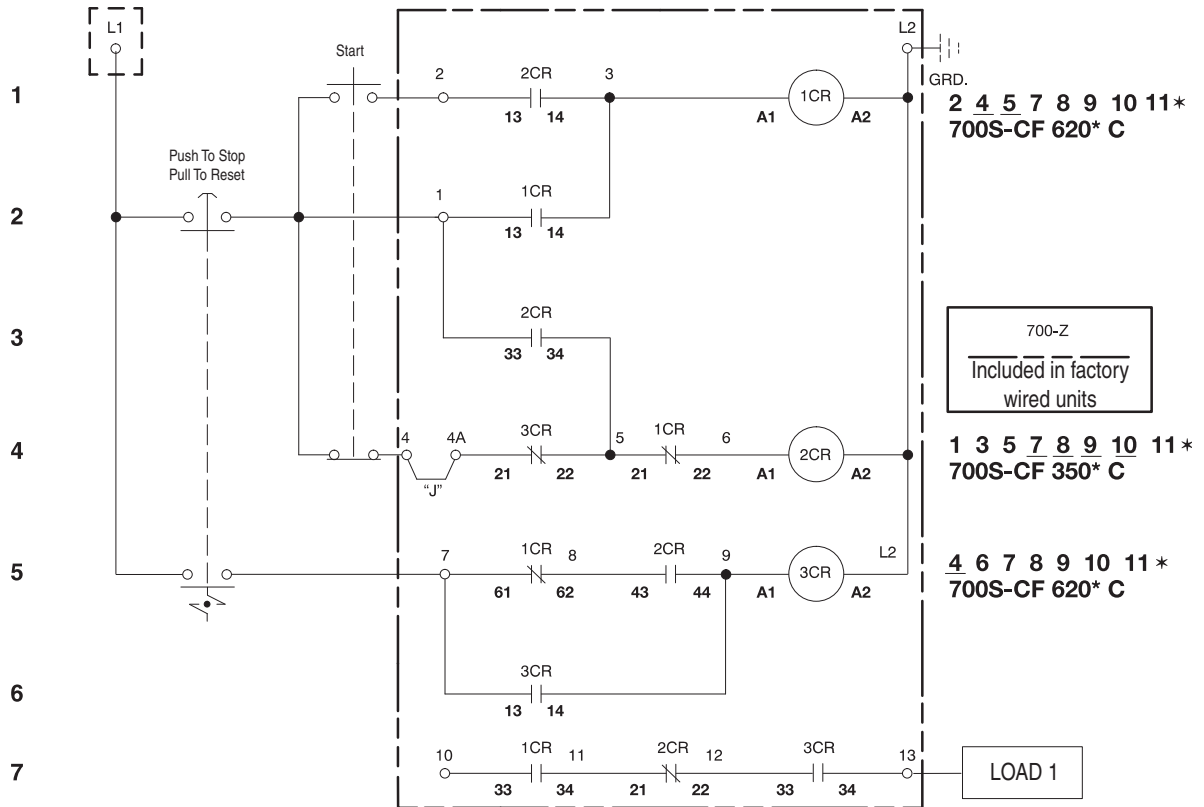 L1
L2
Start
GRD.
1
2
2CR
3
1CR
13 14
A1 A2
2 4 5 7 8 9 10 11*
700S-CF 620* C
Push To Stop
Pull To Reset
2
1
1CR
13 14
3
2CR
33 34
700-Z
Included in factory
wired units
4
4
4A
3CR
5
1CR
6
2CR
21 22
21 22
A1 A2
"J"
1 3 5 7 8 9 10 11*
700S-CF 350* C
5
7
1CR
8
2CR
9
3CR
L2
61 62
43 44
A1 A2
4 6 7 8 9 10 11*
700S-CF 620* C
6
3CR
13 14
7
10
1CR
11
2CR
12
3CR
13
33 34
21 22
33 34
LOAD 1